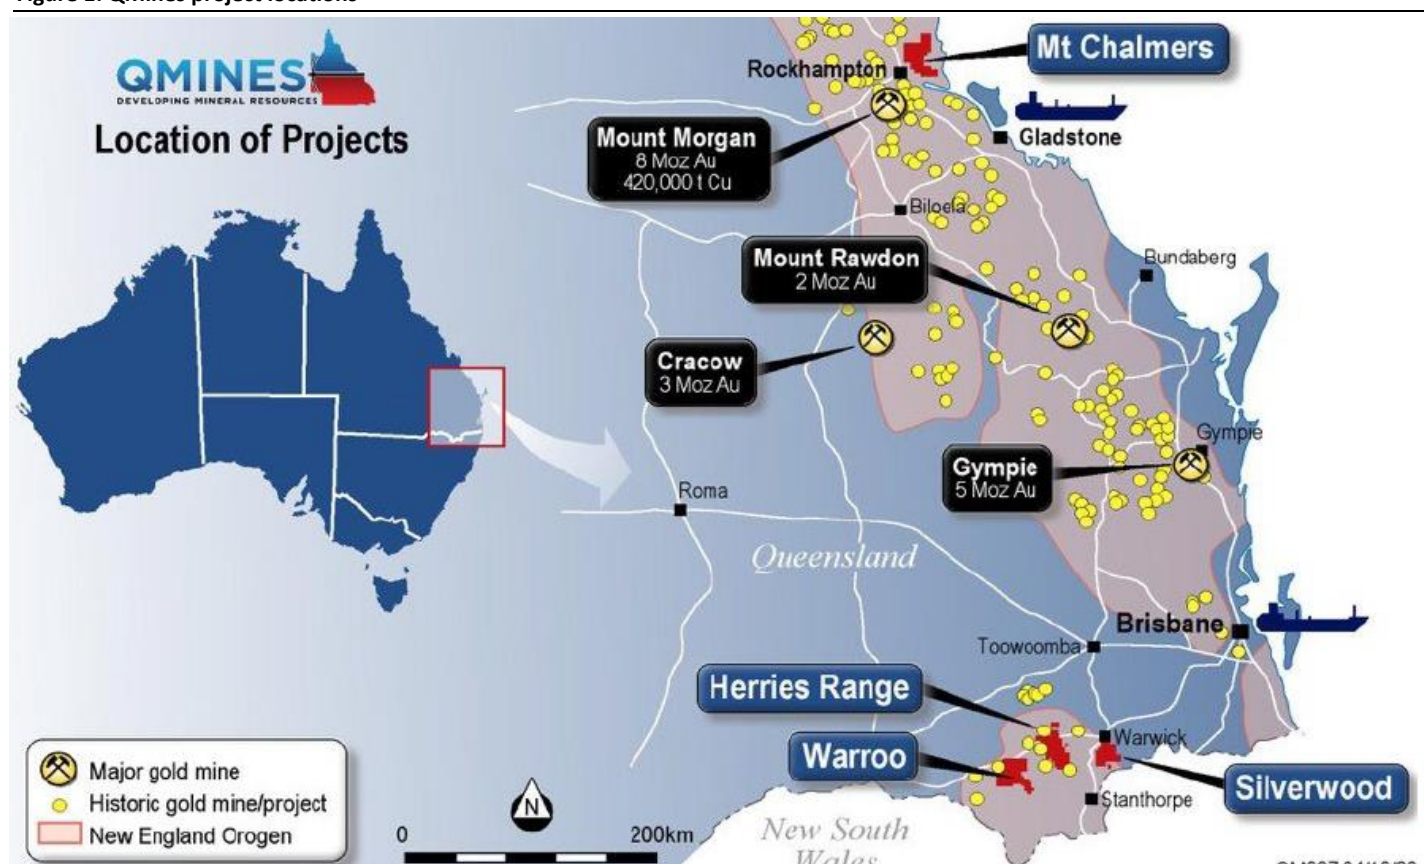 QMINES
DEVELOPING MINERAL RESOURCES
Location of Projects
Mt Chalmers
Rockhampton
Mount Morgan
8 Moz Au
420,000 t Cu
Gladstone
Biloela
Mount Rawdon
2 Moz Au
Bundaberg
Cracow
3 Moz Au
Gympie
Gympie
5 Moz Au
Roma
Queensland
Brisbane
Toowoomba
Herries Range
Warroo
Warwick
Silverwood
Stanthorpe
Major gold mine
Historic gold mine/project
New England Orogen
N
0
200km
New South
Wales